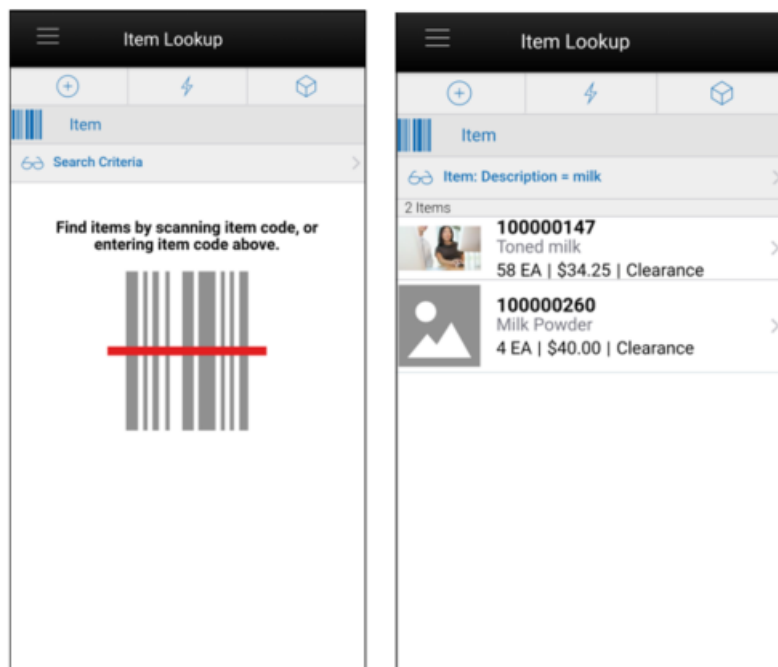 Item Lookup
Item
Search Criteria
Find items by scanning item code, or
entering item code above.
Item Lookup
Item
Item: Description = milk
2 Items
100000147
Toned milk
58 EA | $34.25 | Clearance
100000260
Milk Powder
4 EA | $40.00 | Clearance